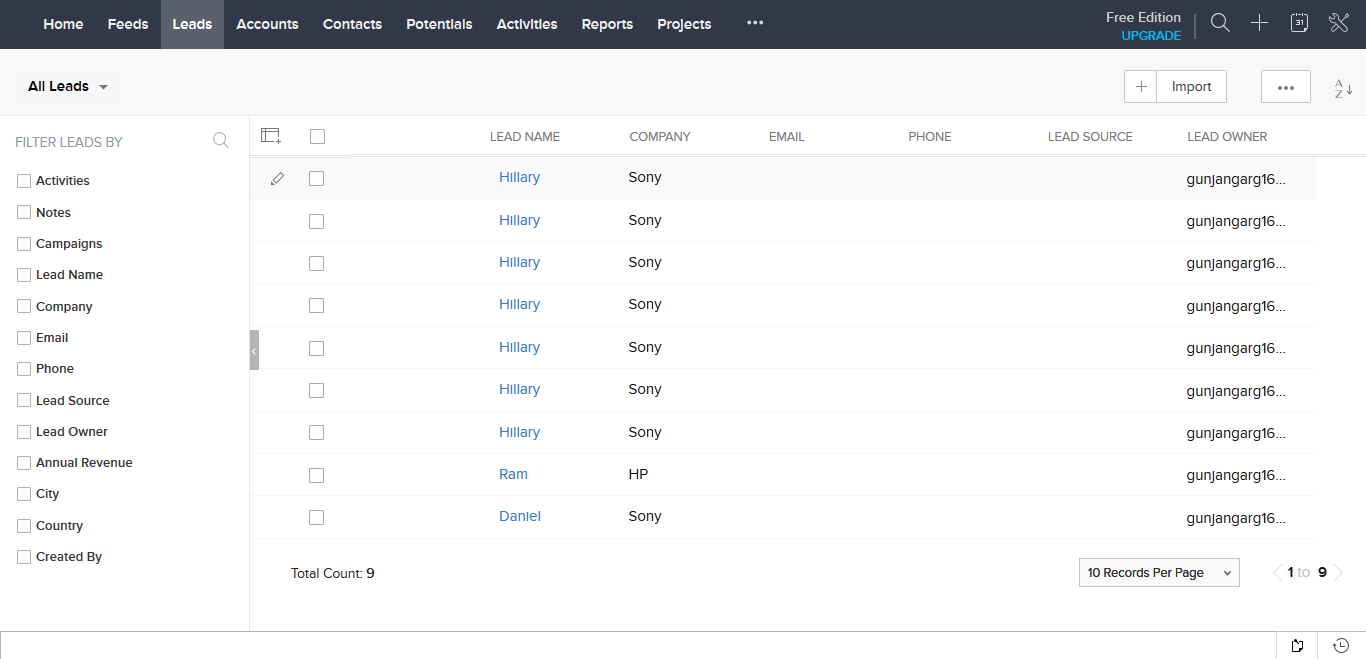 Home Feeds Leads Accounts Contacts Potentials Activities Reports Projects ••• Free Edition
UPGRADE
31
All Leads
+ Import ••• A Z
FILTER LEADS BY
Activities
Notes
Campaigns
Lead Name
Company
Email
Phone
Lead Source
Lead Owner
Annual Revenue
City
Country
Created By
LEAD NAME COMPANY EMAIL PHONE LEAD SOURCE LEAD OWNER
Hillary Sony gunjangarg16...
Hillary Sony gunjangarg16...
Hillary Sony gunjangarg16...
Hillary Sony gunjangarg16...
Hillary Sony gunjangarg16...
Hillary Sony gunjangarg16...
Hillary Sony gunjangarg16...
Ram HP gunjangarg16...
Daniel Sony gunjangarg16...
Total Count: 9 10 Records Per Page 1 to 9